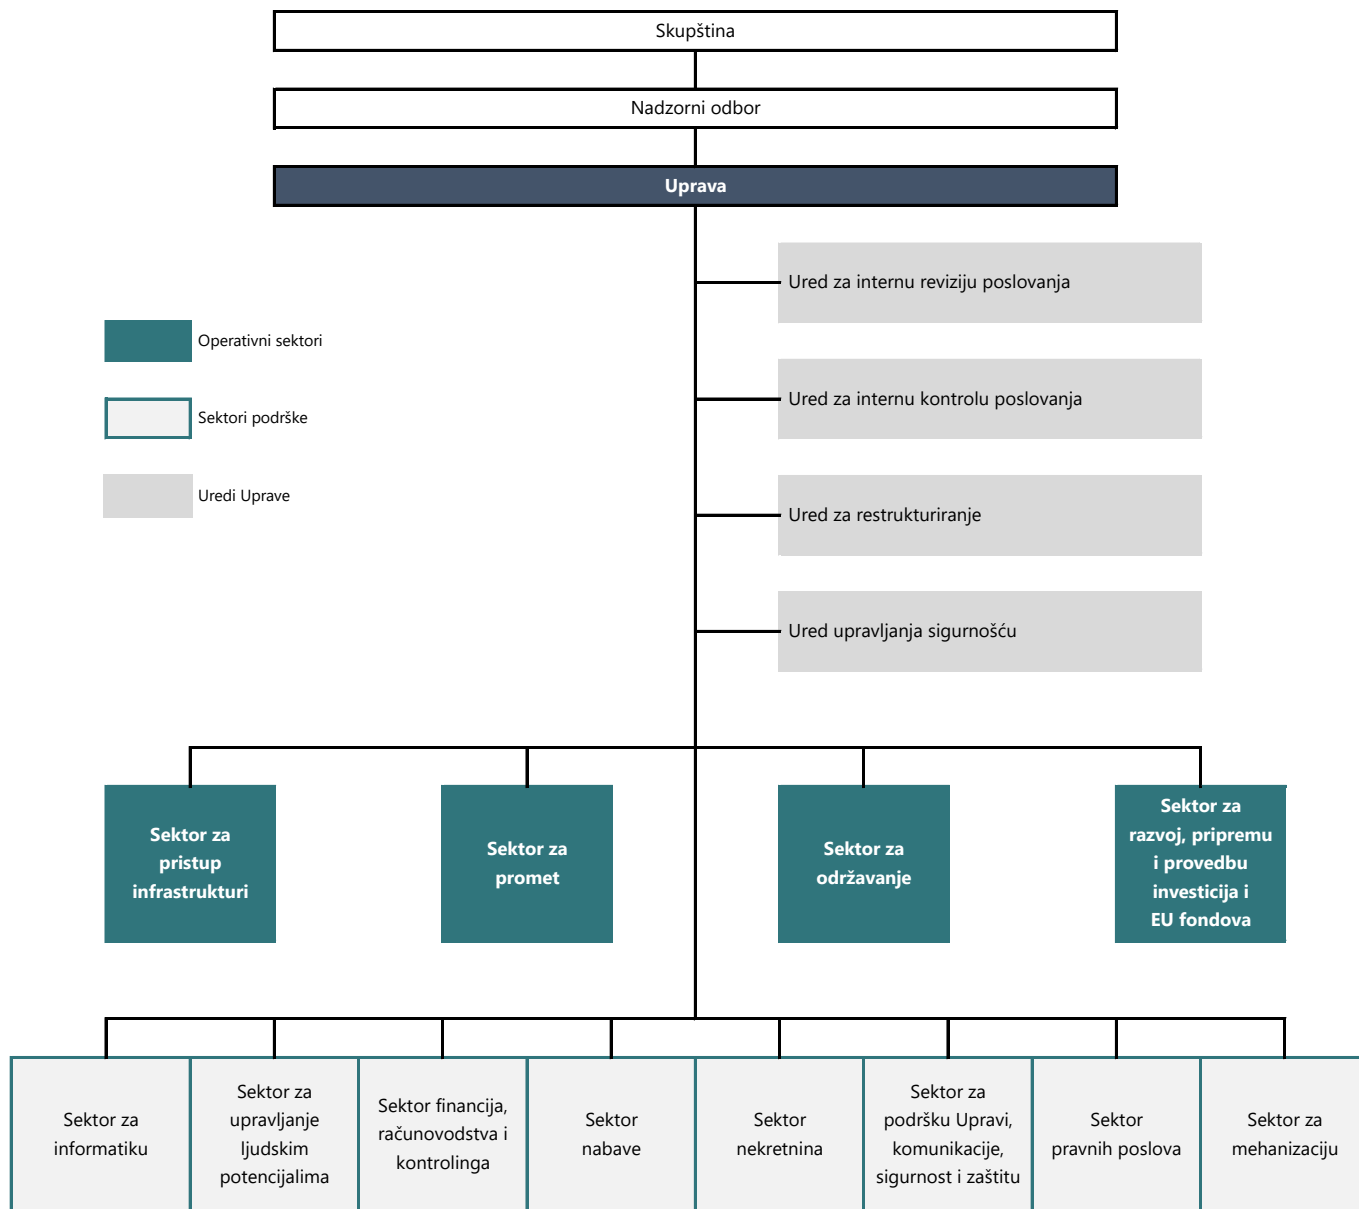 Skupština
Nadzorni odbor
Uprava
Ured za internu reviziju poslovanja
Operativni sektori
Ured za internu kontrolu poslovanja
Sektori podrške
Uredi Uprave
Ured za restrukturiranje
Ured upravljanja sigurnošću
Sektor za
pristup
infrastrukturi
Sektor za
promet
Sektor za
održavanje
Sektor za
razvoj, pripremu
i provedbu
investicija i
EU fondova
Sektor za
informatiku
Sektor za
upravljanje
ljudskim
potencijalima
Sektor financija,
računovodstva i
kontrolinga
Sektor
nabave
Sektor
nekretnina
Sektor za
podršku Upravi,
komunikacije,
sigurnost i zaštitu
Sektor
pravnih poslova
Sektor za
mehanizaciju